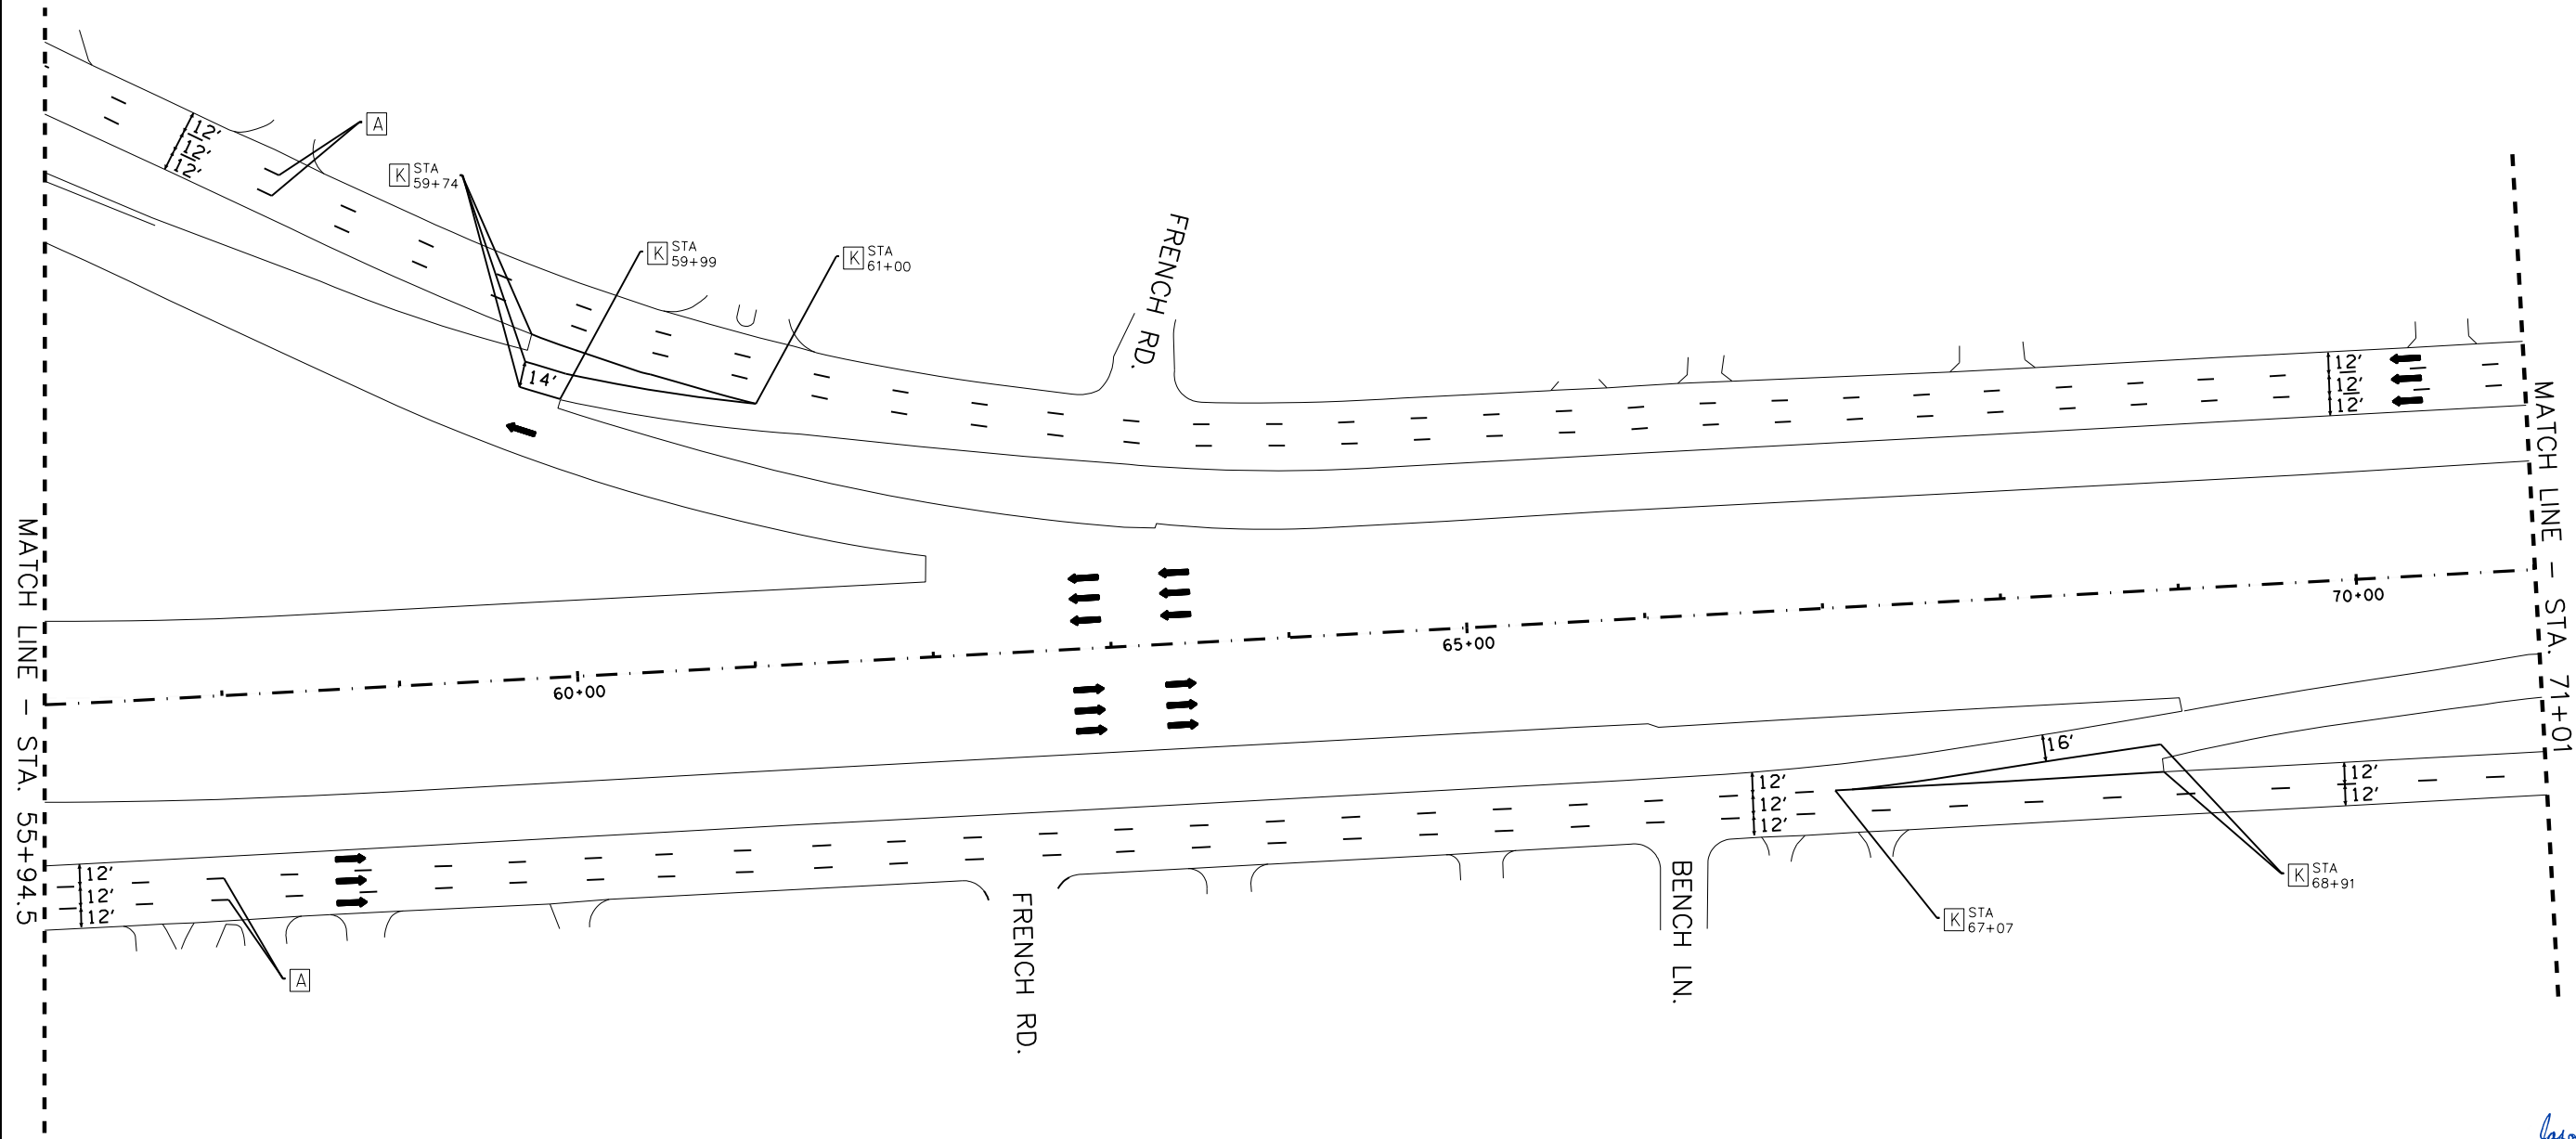 12'
12'
12'
A
K STA
59+74
K STA
59+99
K STA
61+00
14'
FRENCH RD.
12'
12'
12'
MATCH LINE - STA. 71+01
MATCH LINE - STA. 55+94.5
60+00
65+00
70+00
16'
12'
12'
12'
12'
12'
12'
12'
12'
K STA
68+91
K STA
67+07
A
FRENCH RD.
BENCH LN.